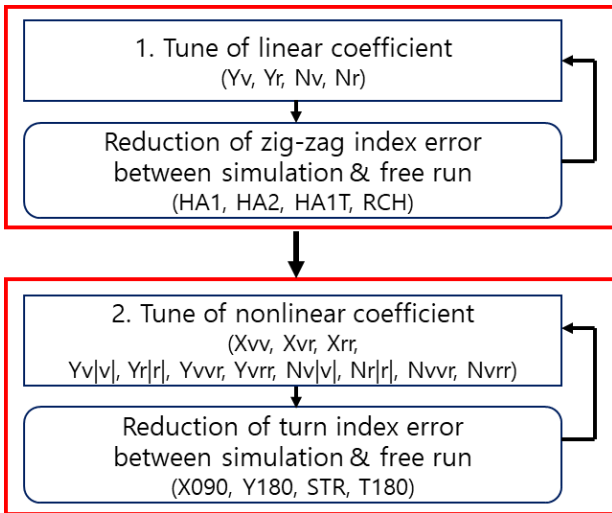 1. Tune of linear coefficient
(Yv, Yr, Nv, Nr)
Reduction of zig-zag index error
between simulation & free run
(HA1, HA2, HA1T, RCH)
2. Tune of nonlinear coefficient
(Xvv, Xvr, Xrr,
Yv|v|, Yr|r|, Yvvr, Yvrr, Nv|v|, Nr|r|, Nvvr, Nvrr)
Reduction of turn index error
between simulation & free run
(X090, Y180, STR, T180)